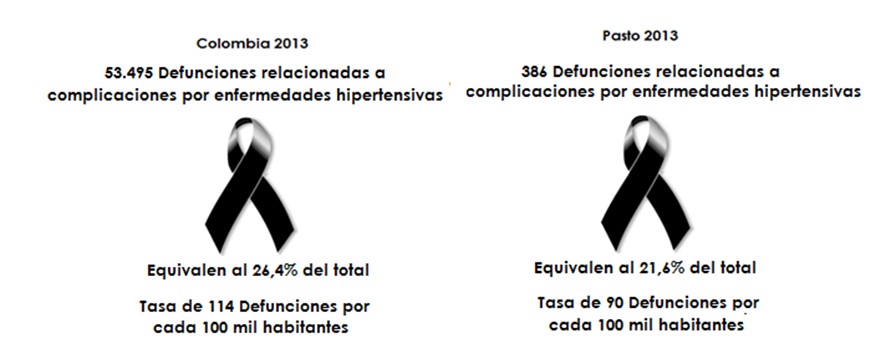 Colombia 2013
53.495 Defunciones relacionadas a
complicaciones por enfermedades hipertensivas
Equivalen al 26,4% del total
Tasa de 114 Defunciones por
cada 100 mil habitantes
Pasto 2013
386 Defunciones relacionadas a
complicaciones por enfermedades hipertensivas
Equivalen al 21,6% del total
Tasa de 90 Defunciones por
cada 100 mil habitantes